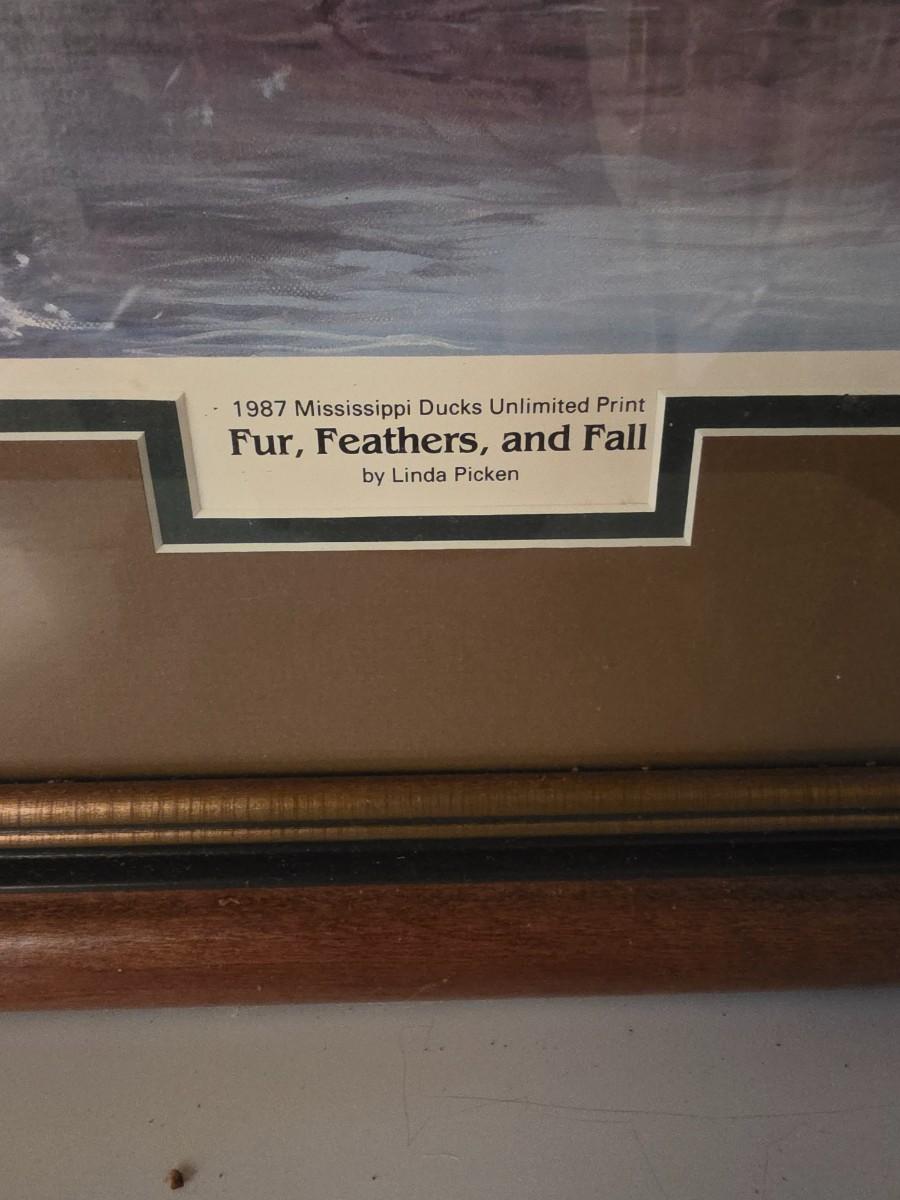 1987 Mississippi Ducks Unlimited Print
Fur, Feathers, and Fall
by Linda Picken